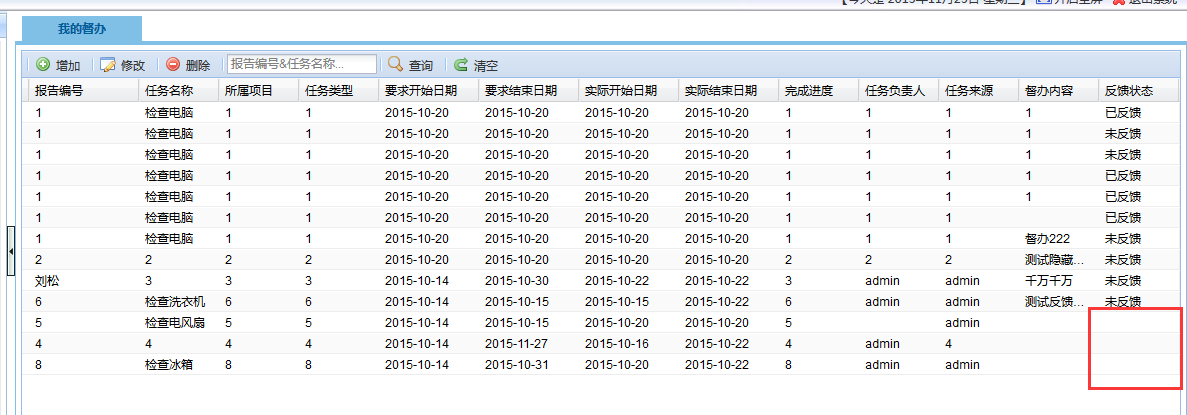 我的督办
增加 修改 删除 报告编号&任务名称... 查询 清空
报告编号 任务名称 所属项目 任务类型 要求开始日期 要求结束日期 实际开始日期 实际结束日期 完成进度 任务负责人 任务来源 督办内容 反馈状态
1 检查电脑 1 1 2015-10-20 2015-10-20 2015-10-20 2015-10-20 1 1 1 1 已反馈
1 检查电脑 1 1 2015-10-20 2015-10-20 2015-10-20 2015-10-20 1 1 1 1 未反馈
1 检查电脑 1 1 2015-10-20 2015-10-20 2015-10-20 2015-10-20 1 1 1 1 未反馈
1 检查电脑 1 1 2015-10-20 2015-10-20 2015-10-20 2015-10-20 1 1 1 1 已反馈
1 检查电脑 1 1 2015-10-20 2015-10-20 2015-10-20 2015-10-20 1 1 1 1 已反馈
1 检查电脑 1 1 2015-10-20 2015-10-20 2015-10-20 2015-10-20 1 1 1 已反馈
1 检查电脑 1 1 2015-10-20 2015-10-20 2015-10-20 2015-10-20 1 1 1 督办222 未反馈
2 2 2 2 2015-10-20 2015-10-20 2015-10-20 2015-10-20 2 2 2 测试隐藏... 未反馈
刘松 3 3 3 2015-10-14 2015-10-30 2015-10-22 2015-10-22 3 admin admin 千万千万 未反馈
6 检查洗衣机 6 6 2015-10-14 2015-10-15 2015-10-15 2015-10-22 6 admin admin 测试反馈... 未反馈
5 检查电风扇 5 5 2015-10-14 2015-10-15 2015-10-20 2015-10-20 5 admin
4 4 4 4 2015-10-14 2015-11-27 2015-10-16 2015-10-22 4 admin 4
8 检查冰箱 8 8 2015-10-14 2015-10-31 2015-10-20 2015-10-22 8 admin admin